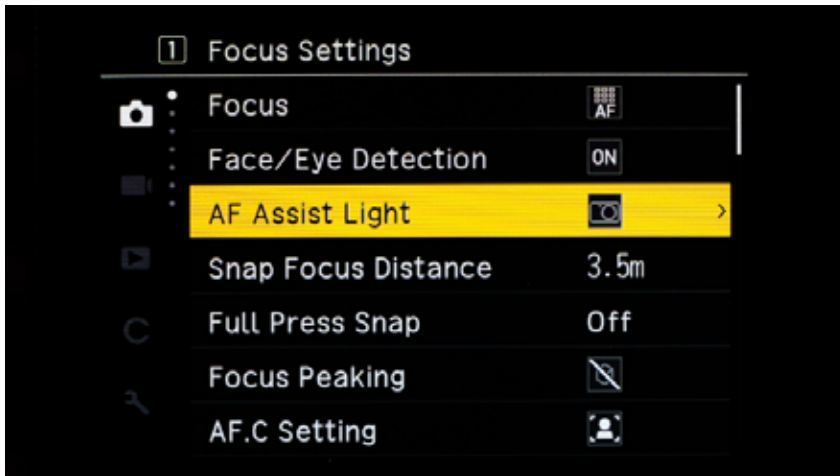 1 Focus Settings
Focus AF
Face/Eye Detection ON
AF Assist Light
Snap Focus Distance 3.5m
Full Press Snap Off
Focus Peaking
AF.C Setting
C